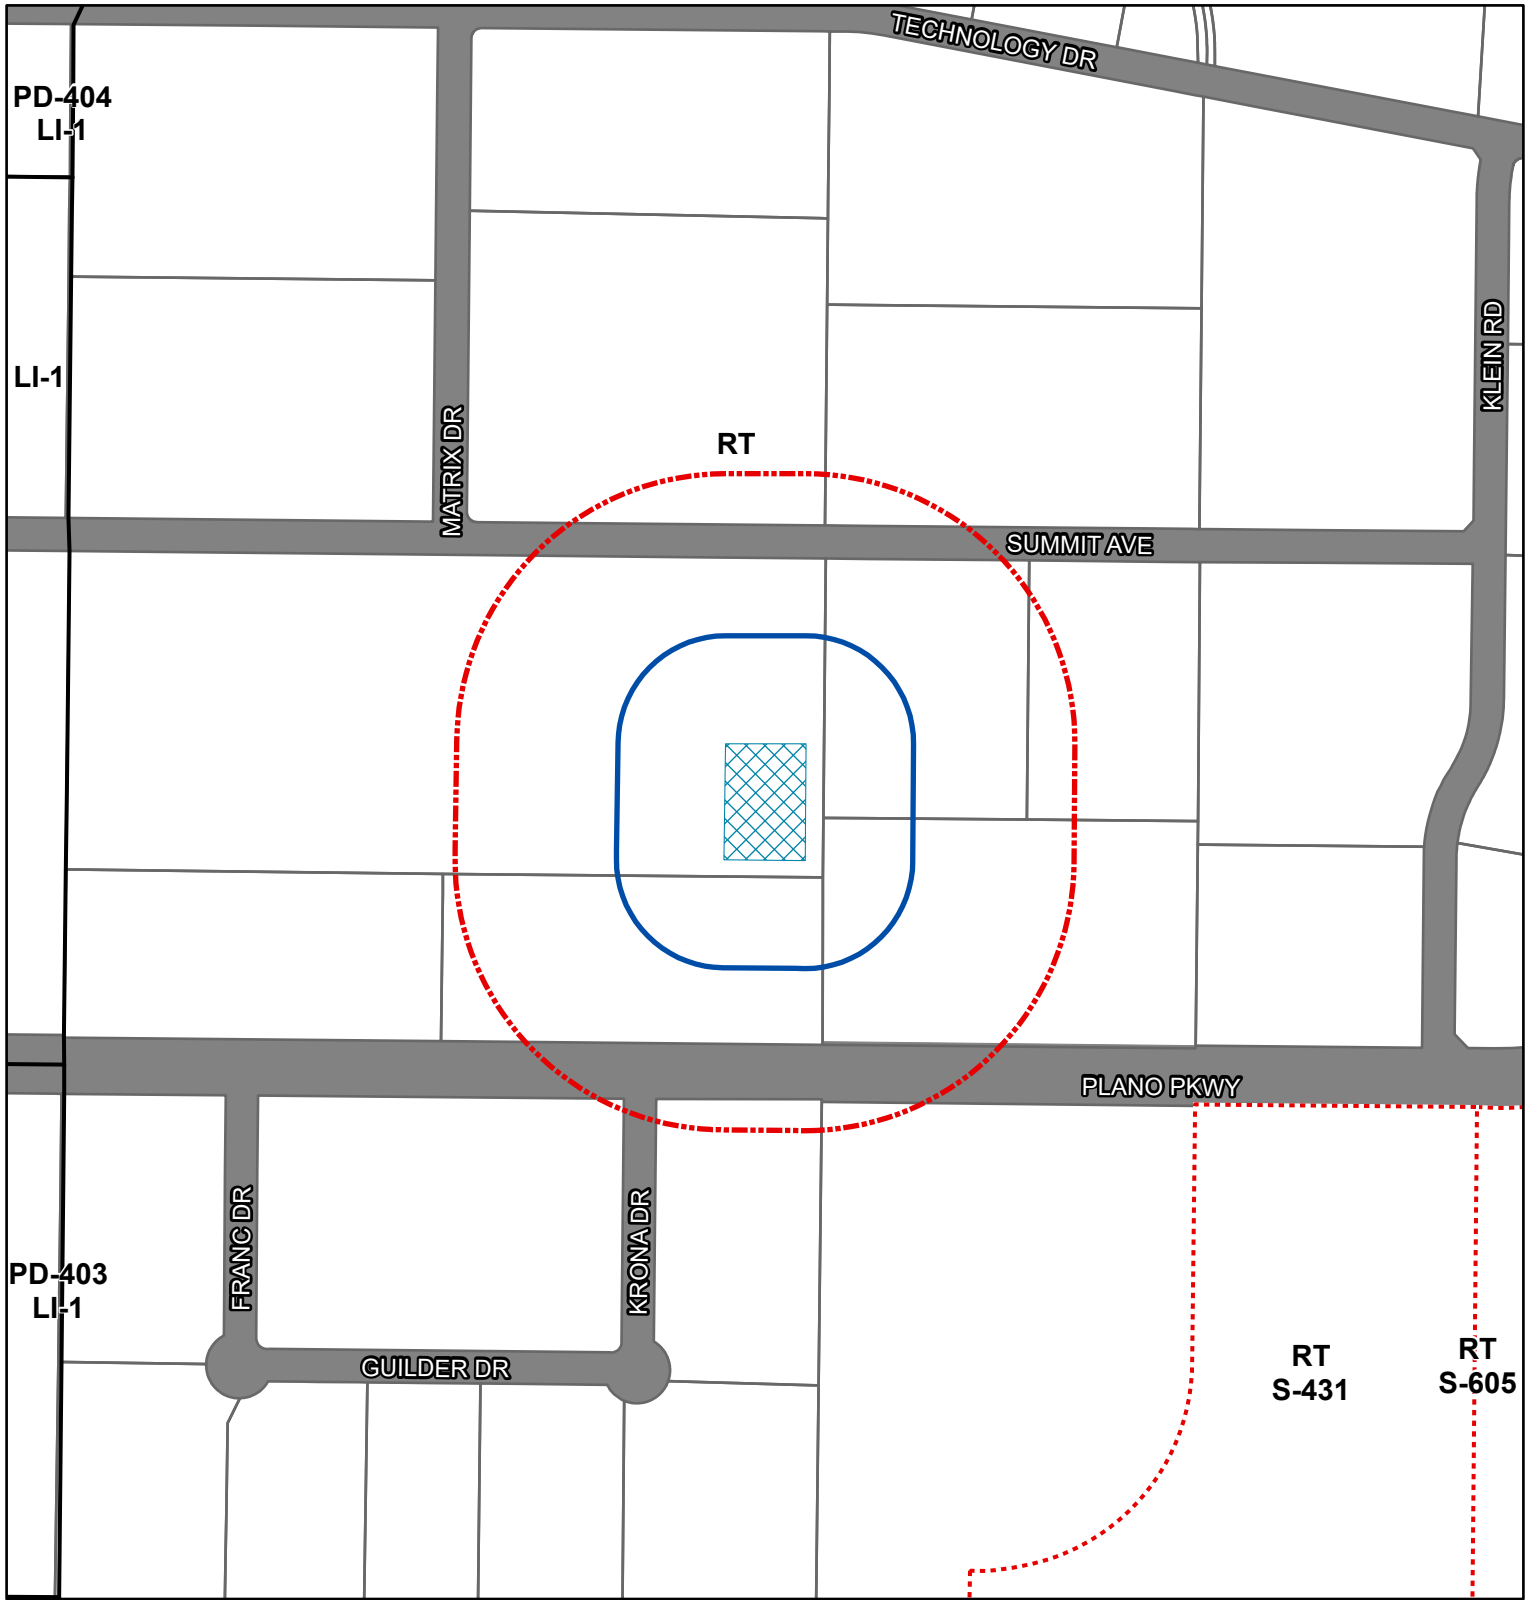 TECHNOLOGY DR
PD-404
LI-1
KLEIN RD
LI-1
MATRIX DR
RT
SUMMIT AVE
PLANO PKWY
FRANC DR
KRONA DR
PD-403
LI-1
GUILDER DR
RT
S-431
RT
S-605